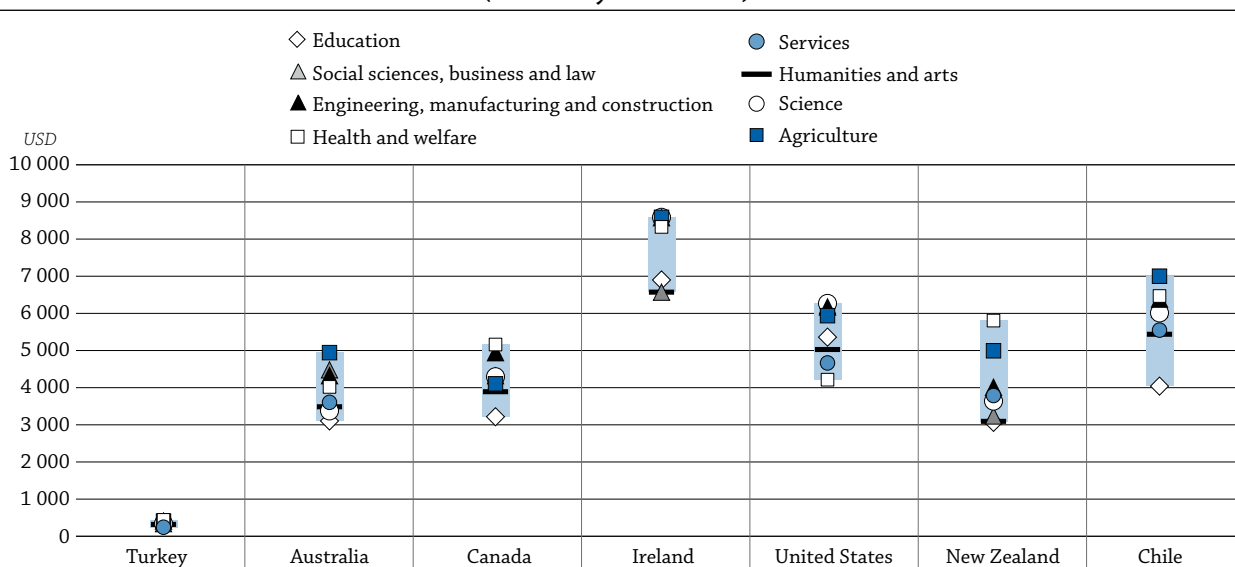 Education
Social sciences, business and law
Engineering, manufacturing and construction
Health and welfare
Services
Humanities and arts
Science
Agriculture
USD
10 000
9 000
8 000
7 000
6 000
5 000
4 000
3 000
2 000
1 000
0
Turkey Australia Canada Ireland United States New Zealand Chile